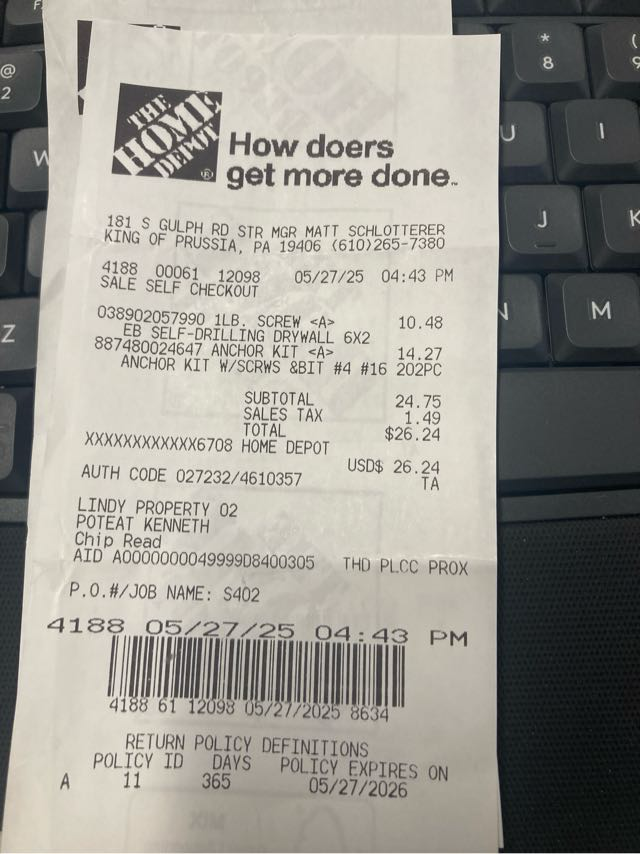 THE
HOME
DEPOT
®
How doers
get more done.™
181 S GULPH RD STR MGR MATT SCHLOTTERER
KING OF PRUSSIA, PA 19406 (610)265-7380
4188 00061 12098 05/27/25 04:43 PM
SALE SELF CHECKOUT
038902057990 1LB. SCREW <A> 10.48
EB SELF-DRILLING DRYWALL 6X2
887480024647 ANCHOR KIT <A> 14.27
ANCHOR KIT W/SCRWS &BIT #4 #16 202PC
SUBTOTAL 24.75
SALES TAX 1.49
TOTAL $26.24
XXXXXXXXXXXX6708 HOME DEPOT
USD$ 26.24
AUTH CODE 027232/4610357 TA
LINDY PROPERTY 02
POTEAT KENNETH
Chip Read
AID A0000000049999D8400305 THD PLCC PROX
P.O.#/JOB NAME: S402
4188 05/27/25 04:43 PM
4188 61 12098 05/27/2025 8634
RETURN POLICY DEFINITIONS
POLICY ID DAYS POLICY EXPIRES ON
A 11 365 05/27/2026
@
2
W
Z
*
8
(
9
U
I
J
K
N
M
F